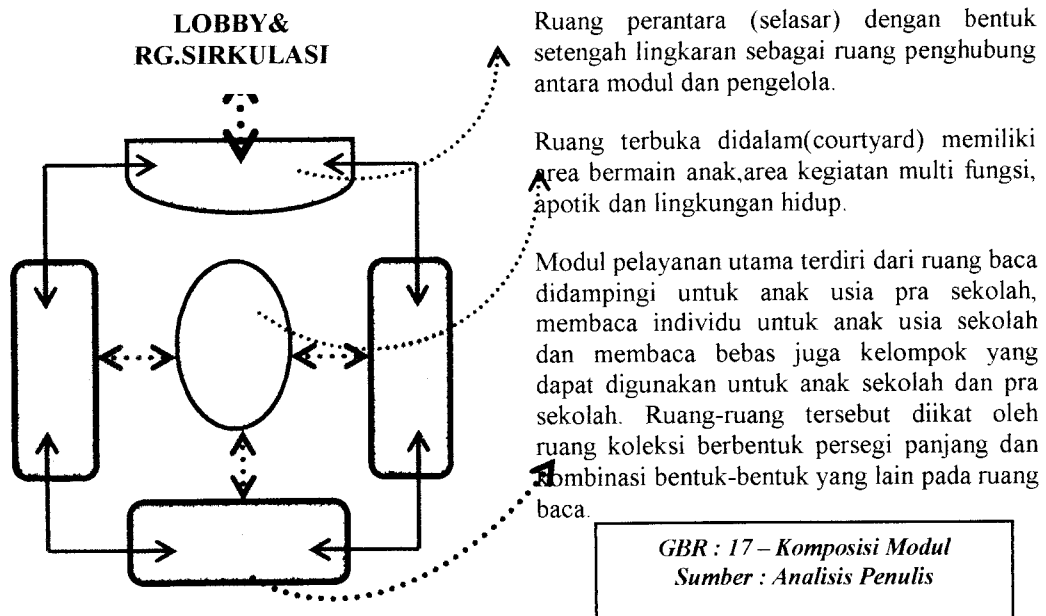 LOBBY&
RG.SIRKULASI
Ruang perantara (selasar) dengan bentuk
setengah lingkaran sebagai ruang penghubung
antara modul dan pengelola.
Ruang terbuka didalam(courtyard) memiliki
area bermain anak,area kegiatan multi fungsi,
apotik dan lingkungan hidup.
Modul pelayanan utama terdiri dari ruang baca
didampingi untuk anak usia pra sekolah,
membaca individu untuk anak usia sekolah
dan membaca bebas juga kelompok yang
dapat digunakan untuk anak sekolah dan pra
sekolah. Ruang-ruang tersebut diikat oleh
ruang koleksi berbentuk persegi panjang dan
kombinasi bentuk-bentuk yang lain pada ruang
baca.
GBR : 17 – Komposisi Modul
Sumber : Analisis Penulis